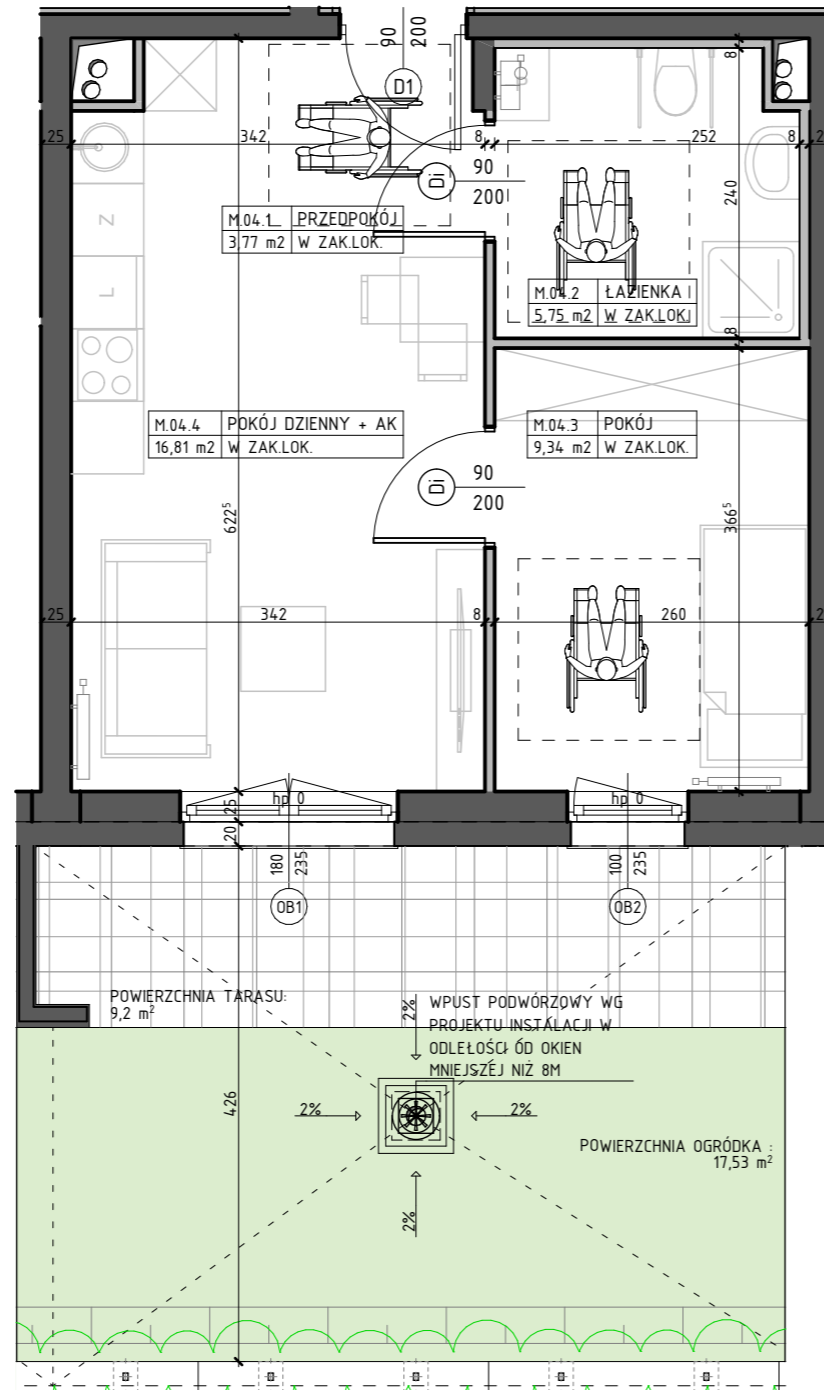 90
200
D1
8
25
342
8
252
8
2
Di
90
200
240
M.04.1 PRZEDPOKÓJ
3,77 m2 W ZAK.LOK.
Z
L
M.04.2 ŁAZIENKA
5,75 m2 W ZAK.LOK.
8
M.04.4 POKÓJ DZIENNY + AK
16,81 m2 W ZAK.LOK.
M.04.3 POKÓJ
9,34 m2 W ZAK.LOK.
Di
90
200
622⁵
366⁵
25
342
8
260
2
hp 0
hp 0
25
20
180
235
100
235
OB1
OB2
POWIERZCHNIA TARASU:
9,2 m²
2%
WPUST PODWÓRZOWY WG
PROJEKTU INSTALACJI W
ODLEŁOŚCI OD OKIEN
MNIEJSZEJ NIŻ 8M
426
2%
2%
POWIERZCHNIA OGRÓDKA :
17,53 m²
2%